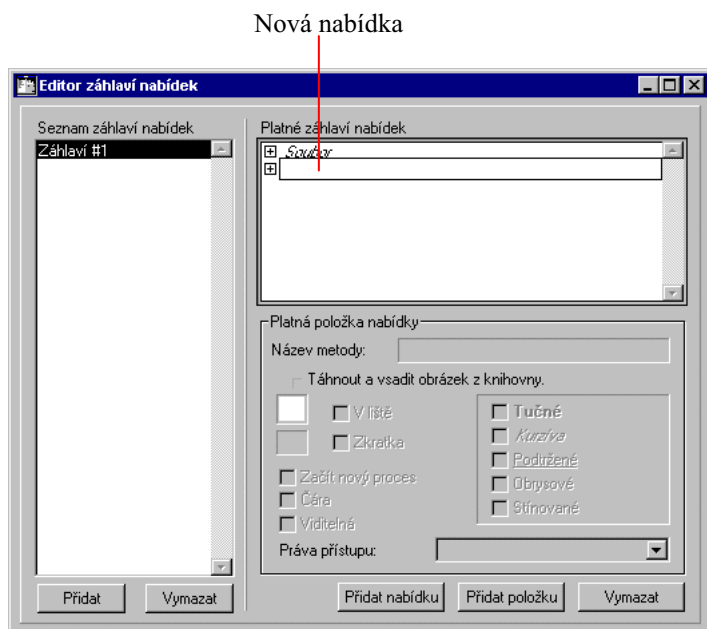 Nová nabídka
Editor záhlaví nabídek
Seznam záhlaví nabídek
Záhlaví #1
Přidat
Vymazat
Platné záhlaví nabídek
Soubor
Platná položka nabídky
Název metody:
Táhnout a vsadit obrázek z knihovny.
V liště
Zkratka
Začít nový proces
Čára
Viditelná
Tučné
Kurzíva
Podtržené
Obrysové
Stínované
Práva přístupu:
Přidat nabídku
Přidat položku
Vymazat